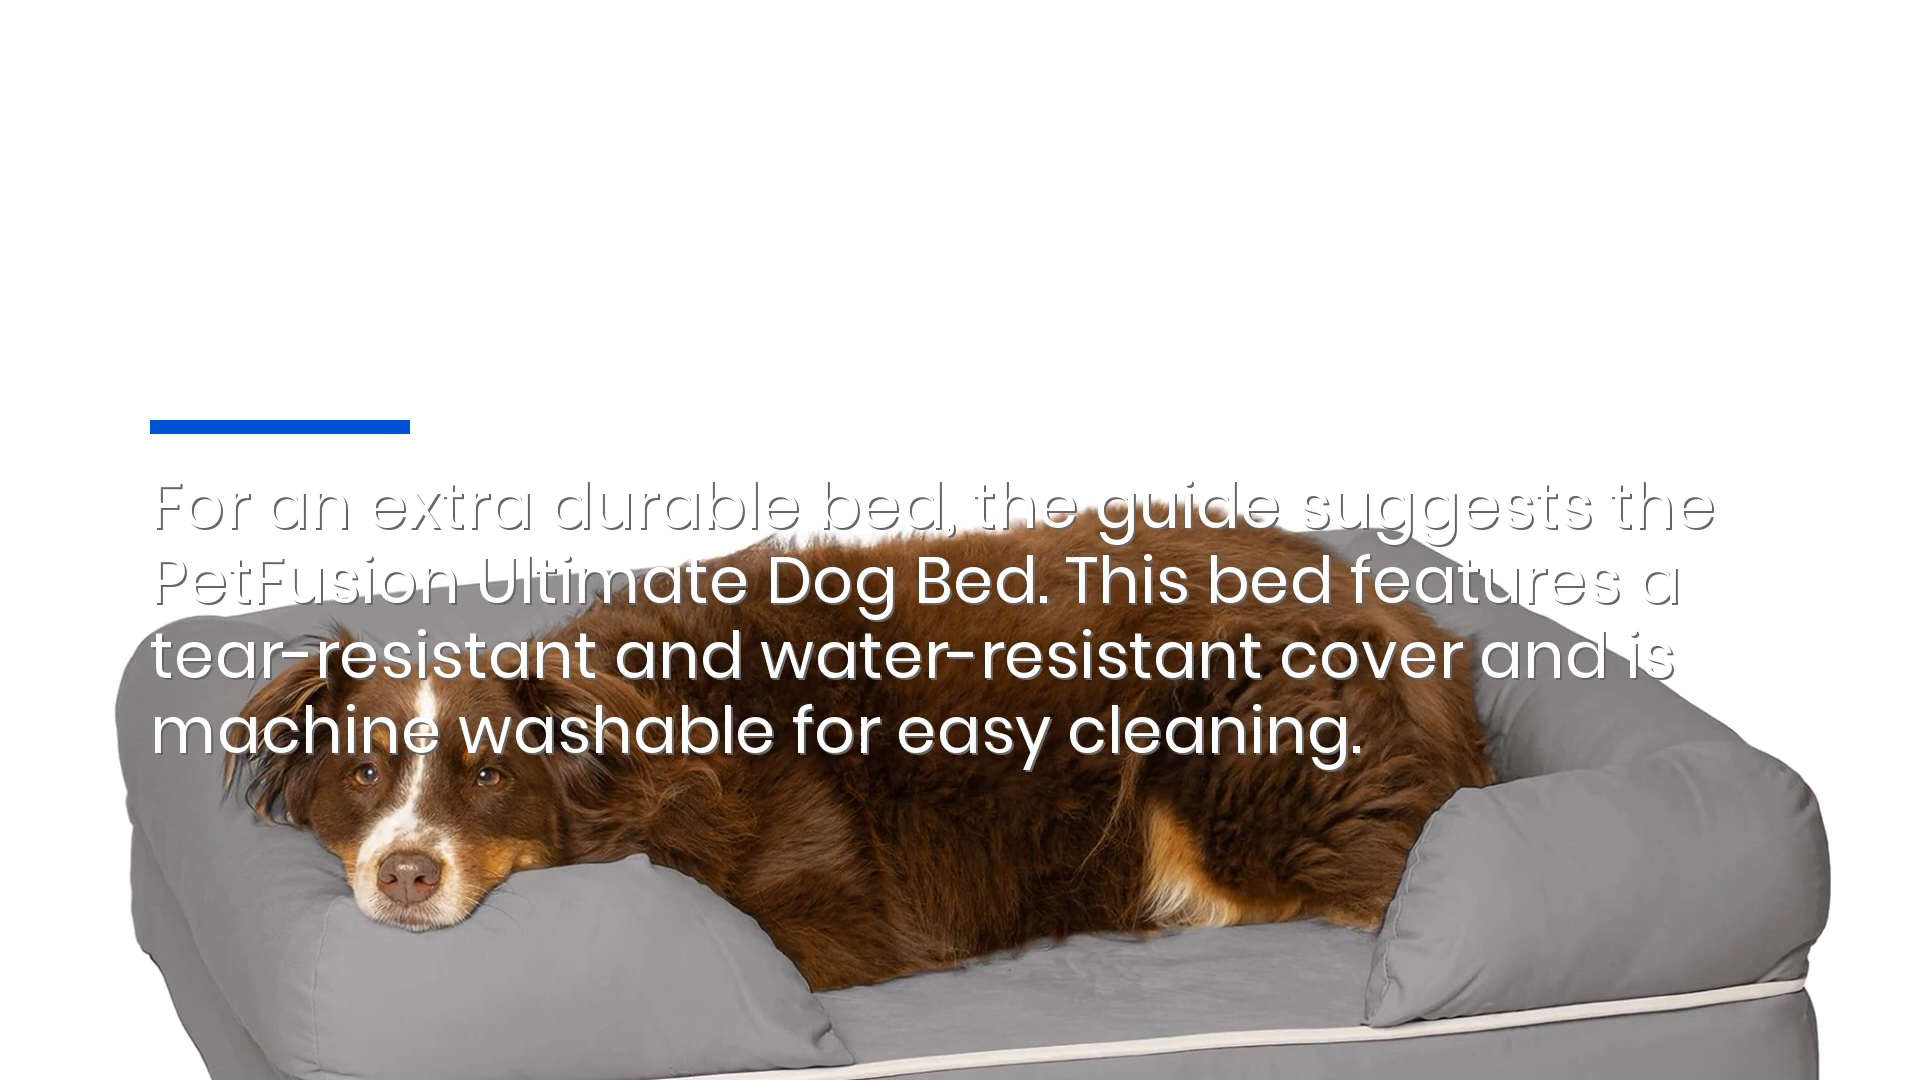 For an extra durable bed, the guide suggests the
PetFusion Ultimate Dog Bed. This bed features a
tear-resistant and water-resistant cover and is
machine washable for easy cleaning.